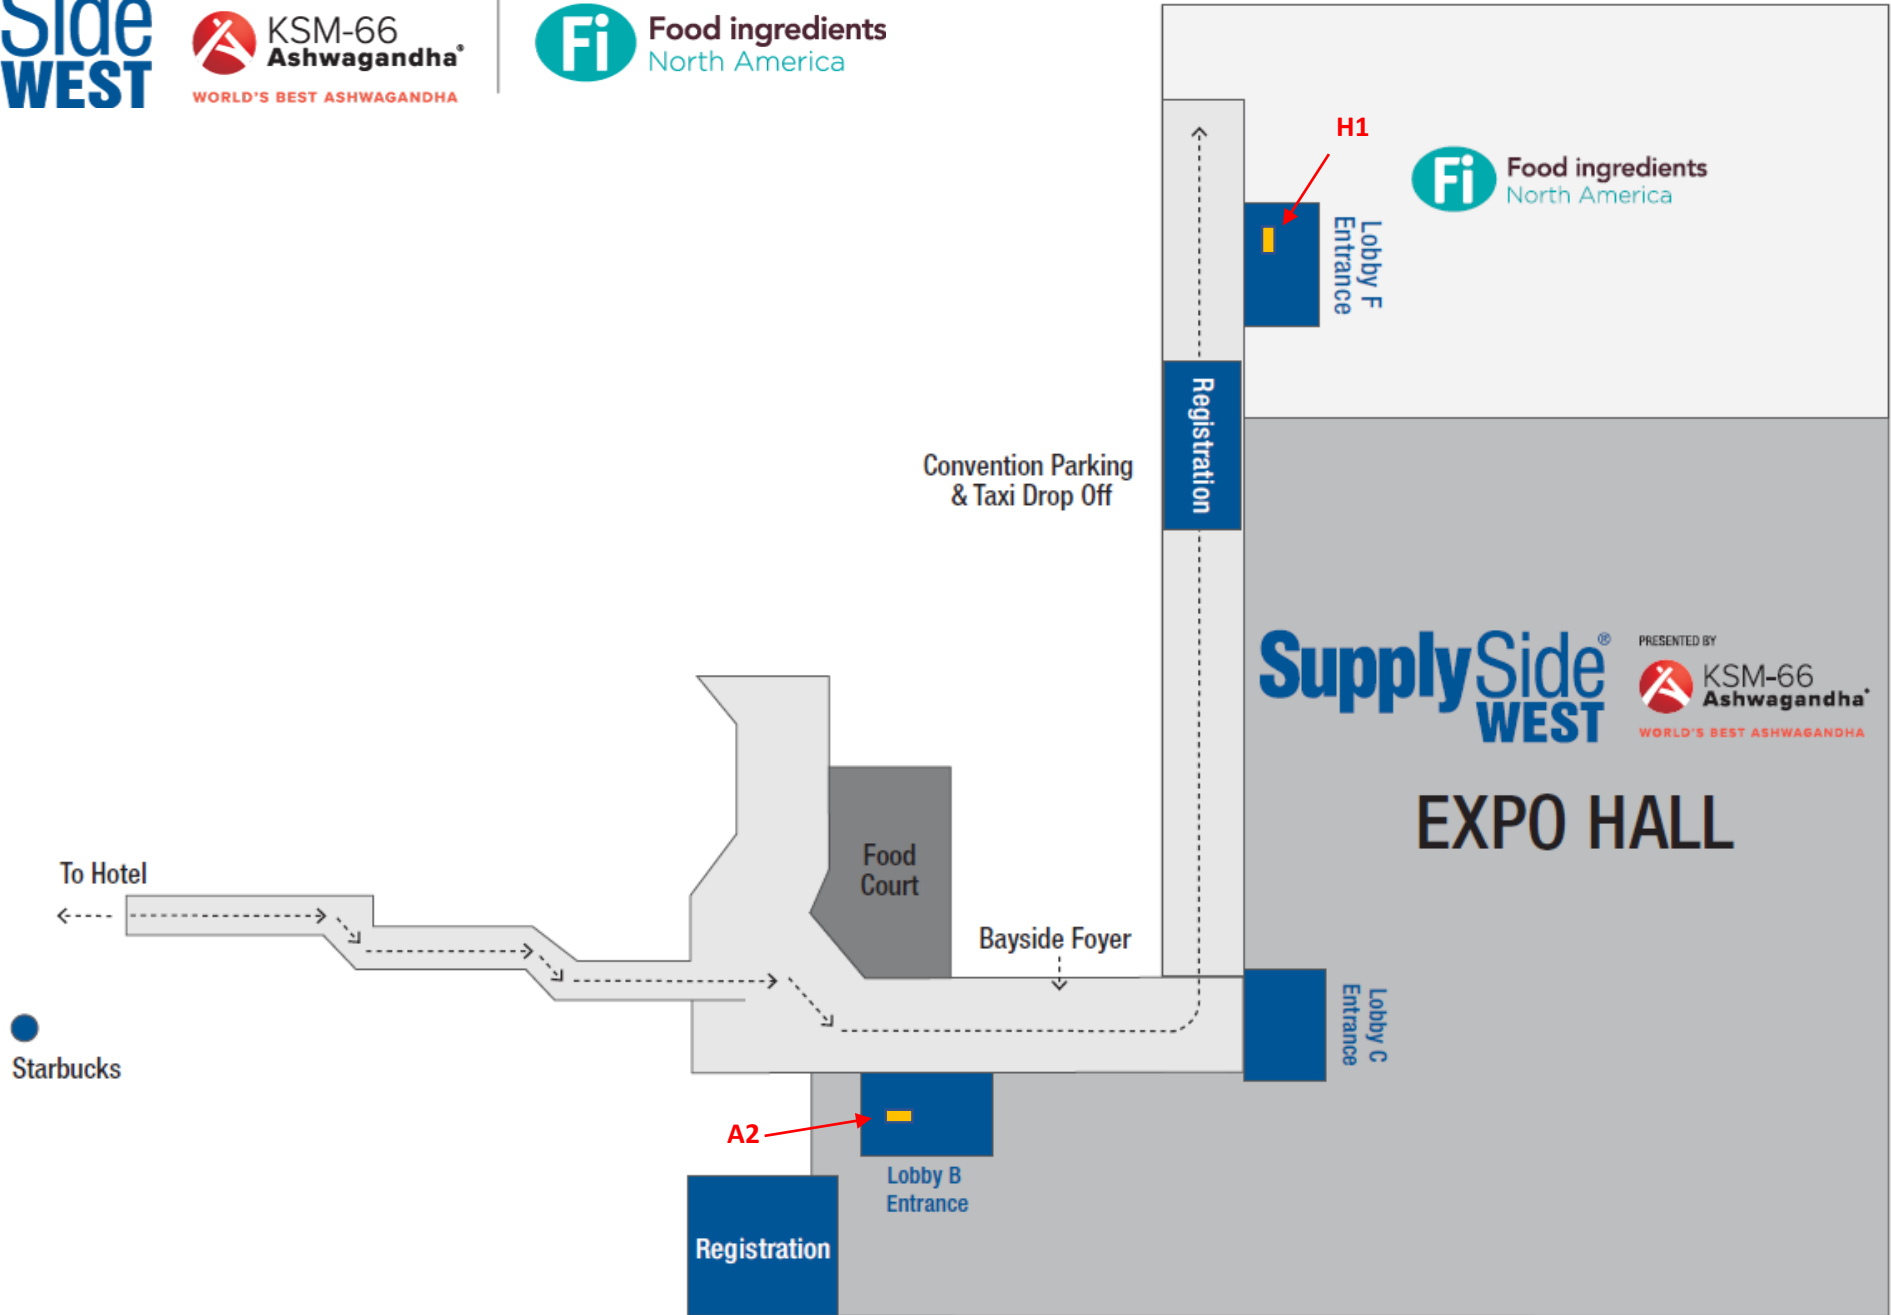 Side
WEST
KSM-66
Ashwagandha®
WORLD'S BEST ASHWAGANDHA
Fi
Food ingredients
North America
H1
Fi
Food ingredients
North America
Lobby F
Entrance
Registration
Convention Parking
& Taxi Drop Off
SupplySide®
WEST
PRESENTED BY
KSM-66
Ashwagandha®
WORLD'S BEST ASHWAGANDHA
EXPO HALL
Food
Court
To Hotel
Bayside Foyer
Lobby C
Entrance
Starbucks
A2
Lobby B
Entrance
Registration